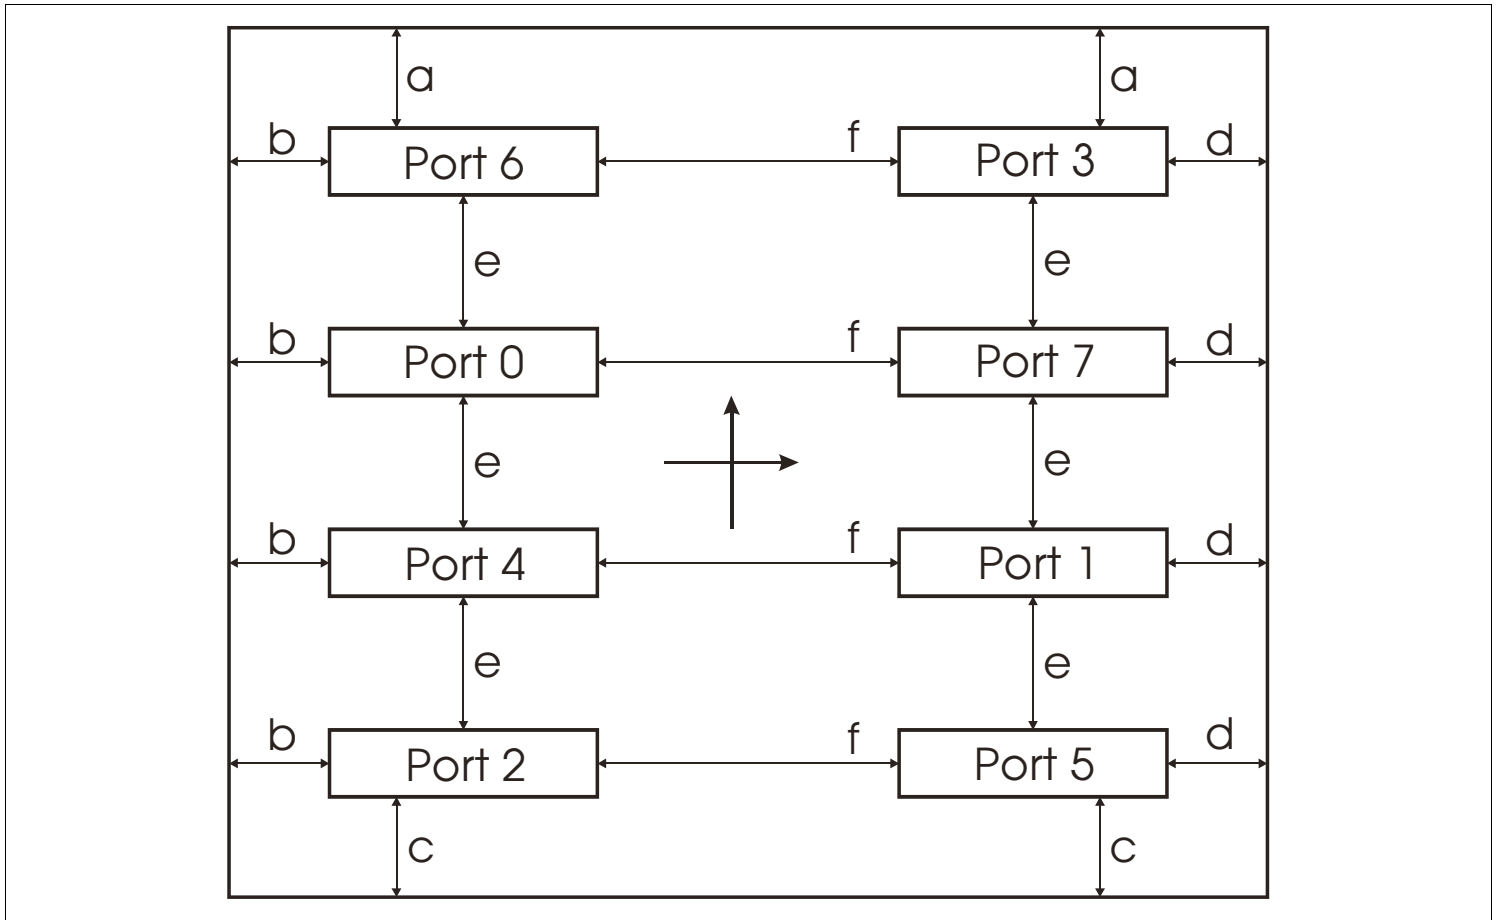 a a
b Port 6 f Port 3 d
e e
b Port 0 f Port 7 d
e e
b Port 4 f Port 1 d
e e
b Port 2 f Port 5 d
c c